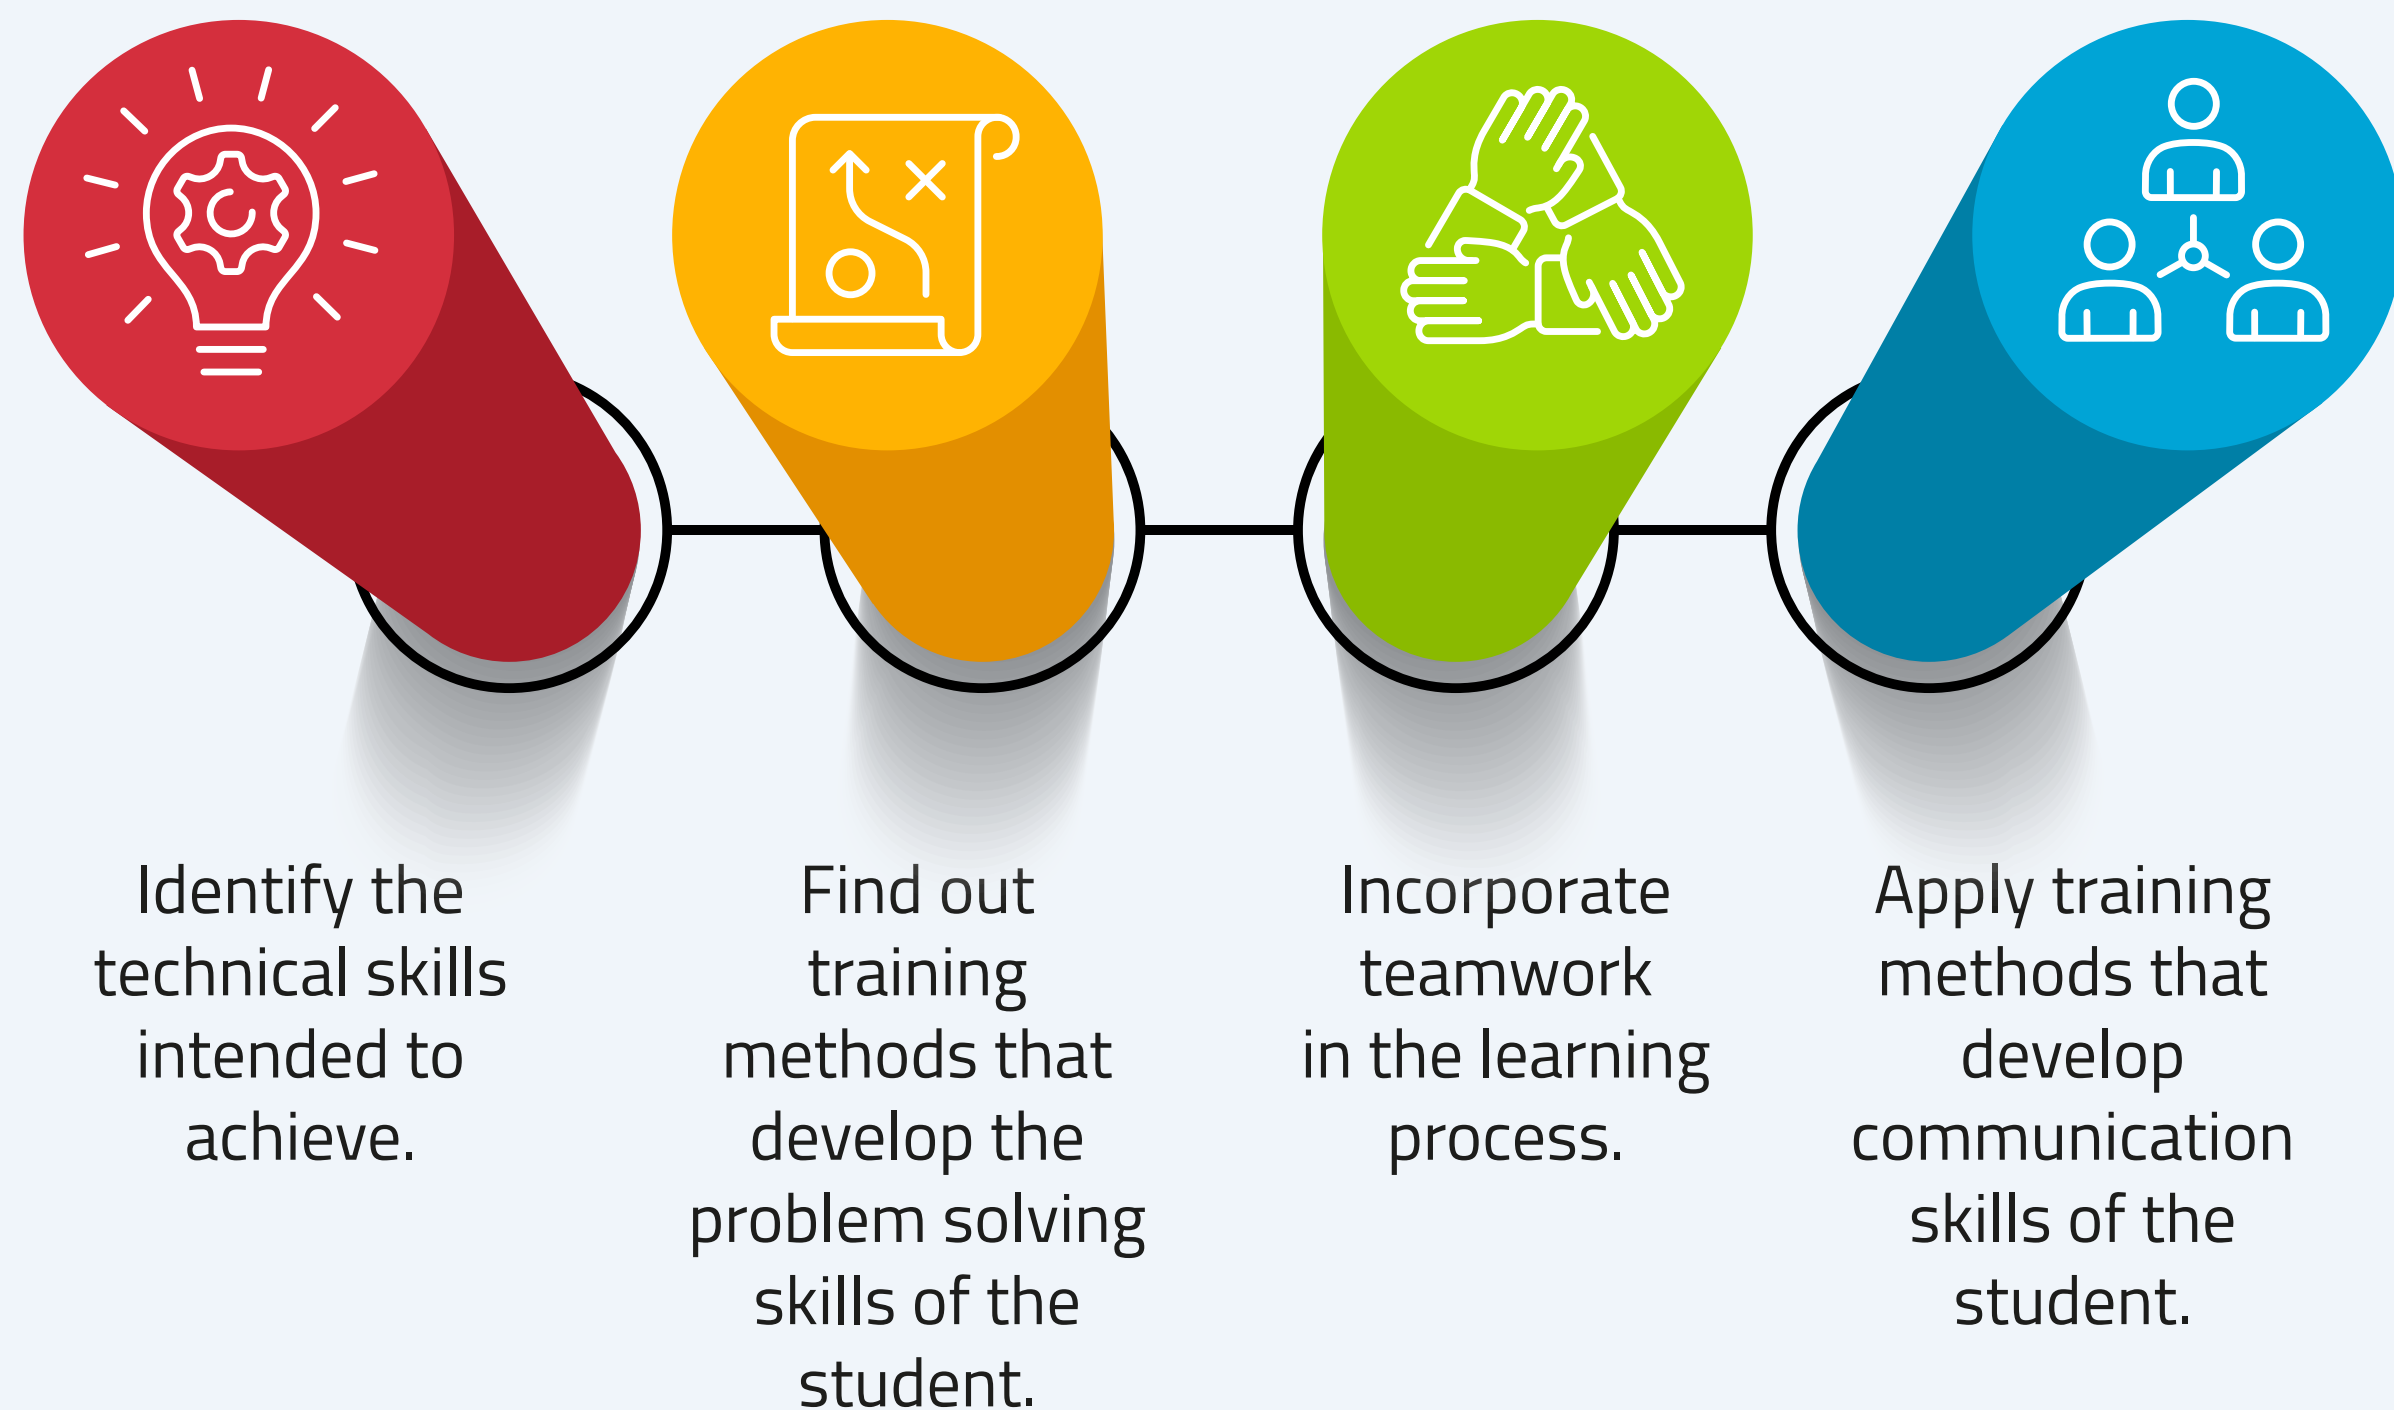 Identify the
technical skills
intended to
achieve.
Find out
training
methods that
develop the
problem solving
skills of the
student.
Incorporate
teamwork
in the learning
process.
Apply training
methods that
develop
communication
skills of the
student.